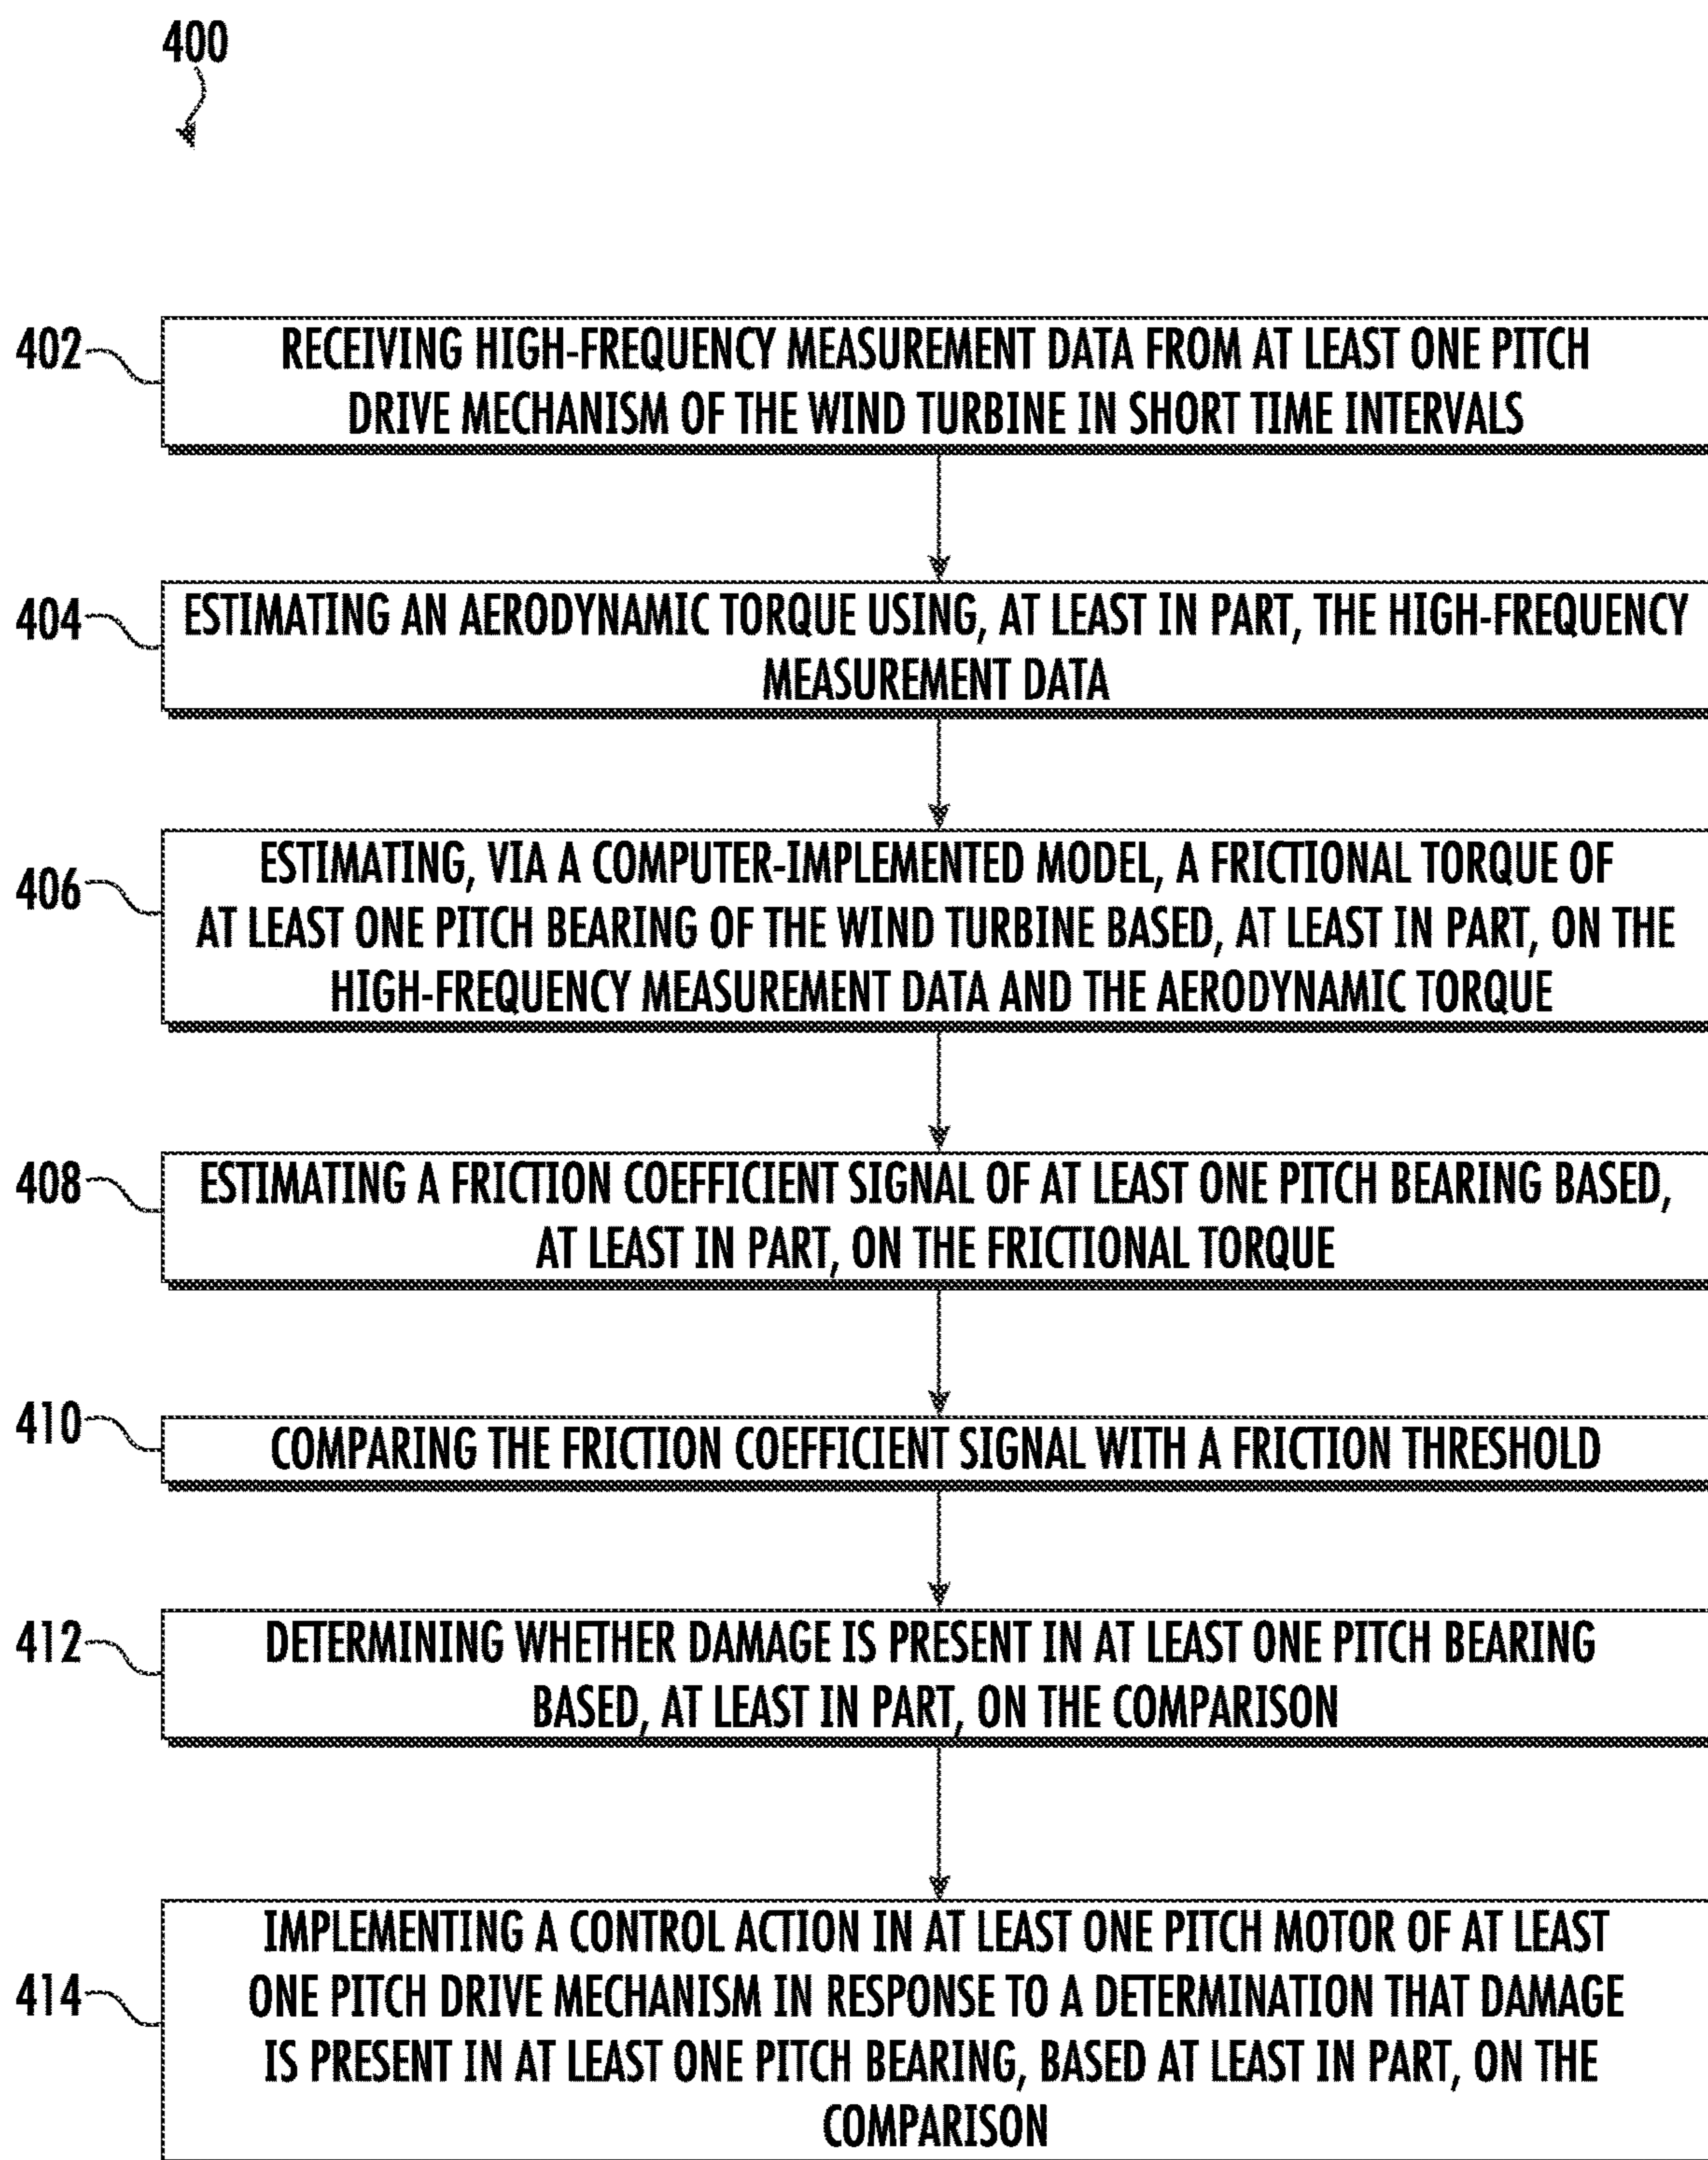 400
402
RECEIVING HIGH-FREQUENCY MEASUREMENT DATA FROM AT LEAST ONE PITCH
DRIVE MECHANISM OF THE WIND TURBINE IN SHORT TIME INTERVALS
404
ESTIMATING AN AERODYNAMIC TORQUE USING, AT LEAST IN PART, THE HIGH-FREQUENCY
MEASUREMENT DATA
406
ESTIMATING, VIA A COMPUTER-IMPLEMENTED MODEL, A FRICTIONAL TORQUE OF
AT LEAST ONE PITCH BEARING OF THE WIND TURBINE BASED, AT LEAST IN PART, ON THE
HIGH-FREQUENCY MEASUREMENT DATA AND THE AERODYNAMIC TORQUE
408
ESTIMATING A FRICTION COEFFICIENT SIGNAL OF AT LEAST ONE PITCH BEARING BASED,
AT LEAST IN PART, ON THE FRICTIONAL TORQUE
410
COMPARING THE FRICTION COEFFICIENT SIGNAL WITH A FRICTION THRESHOLD
412
DETERMINING WHETHER DAMAGE IS PRESENT IN AT LEAST ONE PITCH BEARING
BASED, AT LEAST IN PART, ON THE COMPARISON
414
IMPLEMENTING A CONTROL ACTION IN AT LEAST ONE PITCH MOTOR OF AT LEAST
ONE PITCH DRIVE MECHANISM IN RESPONSE TO A DETERMINATION THAT DAMAGE
IS PRESENT IN AT LEAST ONE PITCH BEARING, BASED AT LEAST IN PART, ON THE
COMPARISON